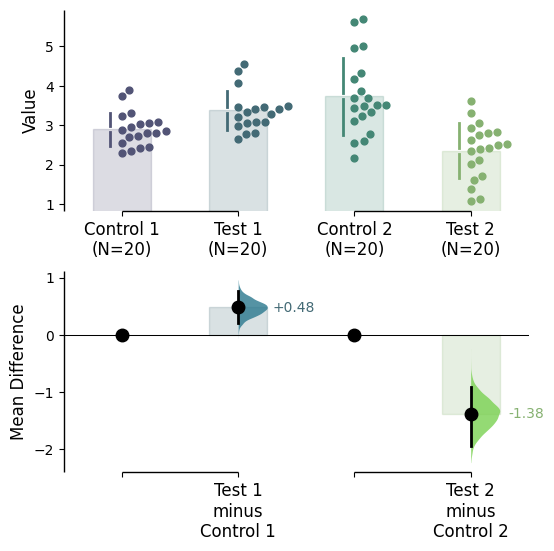 5
4
3
2
1
Value
Control 1
(N=20)
Test 1
(N=20)
Control 2
(N=20)
Test 2
(N=20)
1
0
−1
−2
Mean Difference
+0.48
-1.38
Test 1
minus
Control 1
Test 2
minus
Control 2